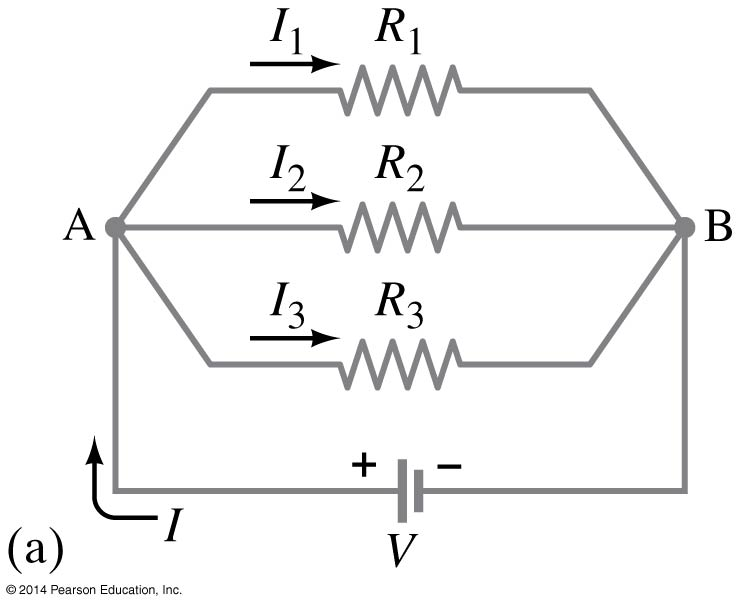 I1 R1
I2 R2
A B
I3 R3
+ −
I
V
(a)
© 2014 Pearson Education, Inc.